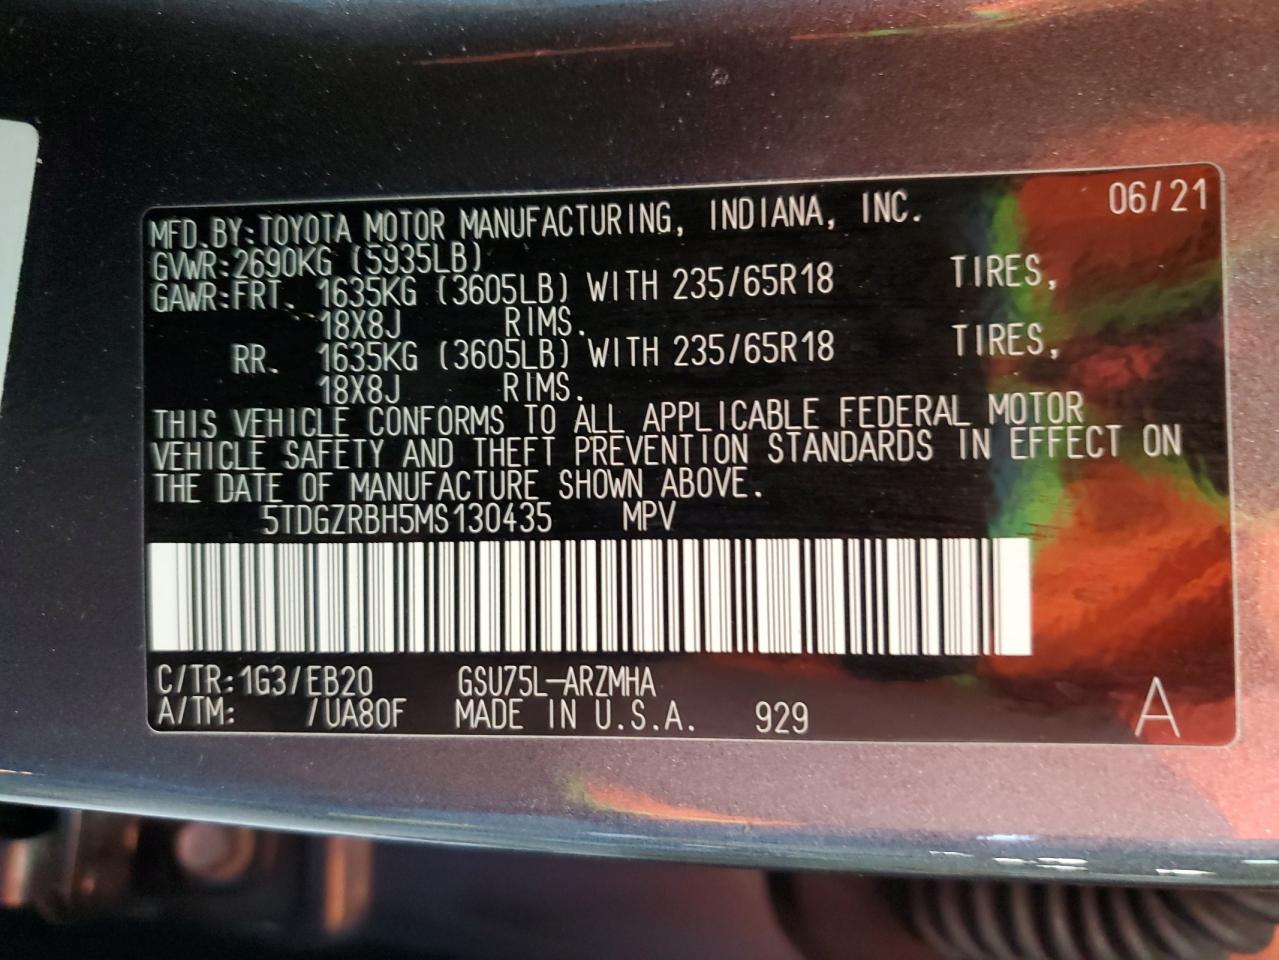 06/21
MFD.BY:TOYOTA MOTOR MANUFACTURING, INDIANA, INC.
GVWR:2690KG (5935LB)
GAWR:FRT. 1635KG (3605LB) WITH 235/65R18 TIRES,
18X8J RIMS.
RR. 1635KG (3605LB) WITH 235/65R18 TIRES,
18X8J RIMS.
THIS VEHICLE CONFORMS TO ALL APPLICABLE FEDERAL MOTOR
VEHICLE SAFETY AND THEFT PREVENTION STANDARDS IN EFFECT ON
THE DATE OF MANUFACTURE SHOWN ABOVE.
5TDGZRBH5MS130435 MPV
C/TR:1G3/EB20 GSU75L-ARZMHA
A/TM: /UA80F MADE IN U.S.A. 929
A